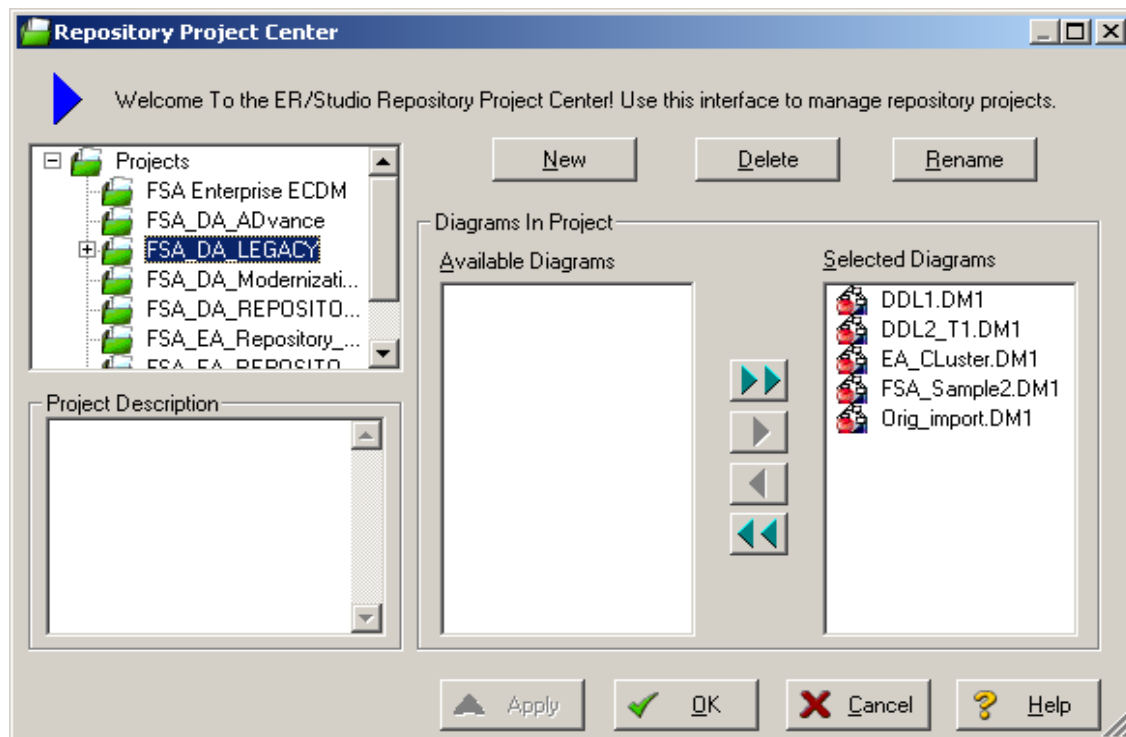 Repository Project Center
Welcome To the ER/Studio Repository Project Center! Use this interface to manage repository projects.
Projects
FSA Enterprise ECDM
FSA_DA_ADvance
FSA_DA_LEGACY
FSA_DA_Modernizati...
FSA_DA_REPOSITO...
FSA_EA_Repository_...
FSA_EA_REPOSITO
New
Delete
Rename
Project Description
Diagrams In Project
Available Diagrams
Selected Diagrams
DDL1.DM1
DDL2_T1.DM1
EA_CLuster.DM1
FSA_Sample2.DM1
Orig_import.DM1
Apply
OK
Cancel
Help